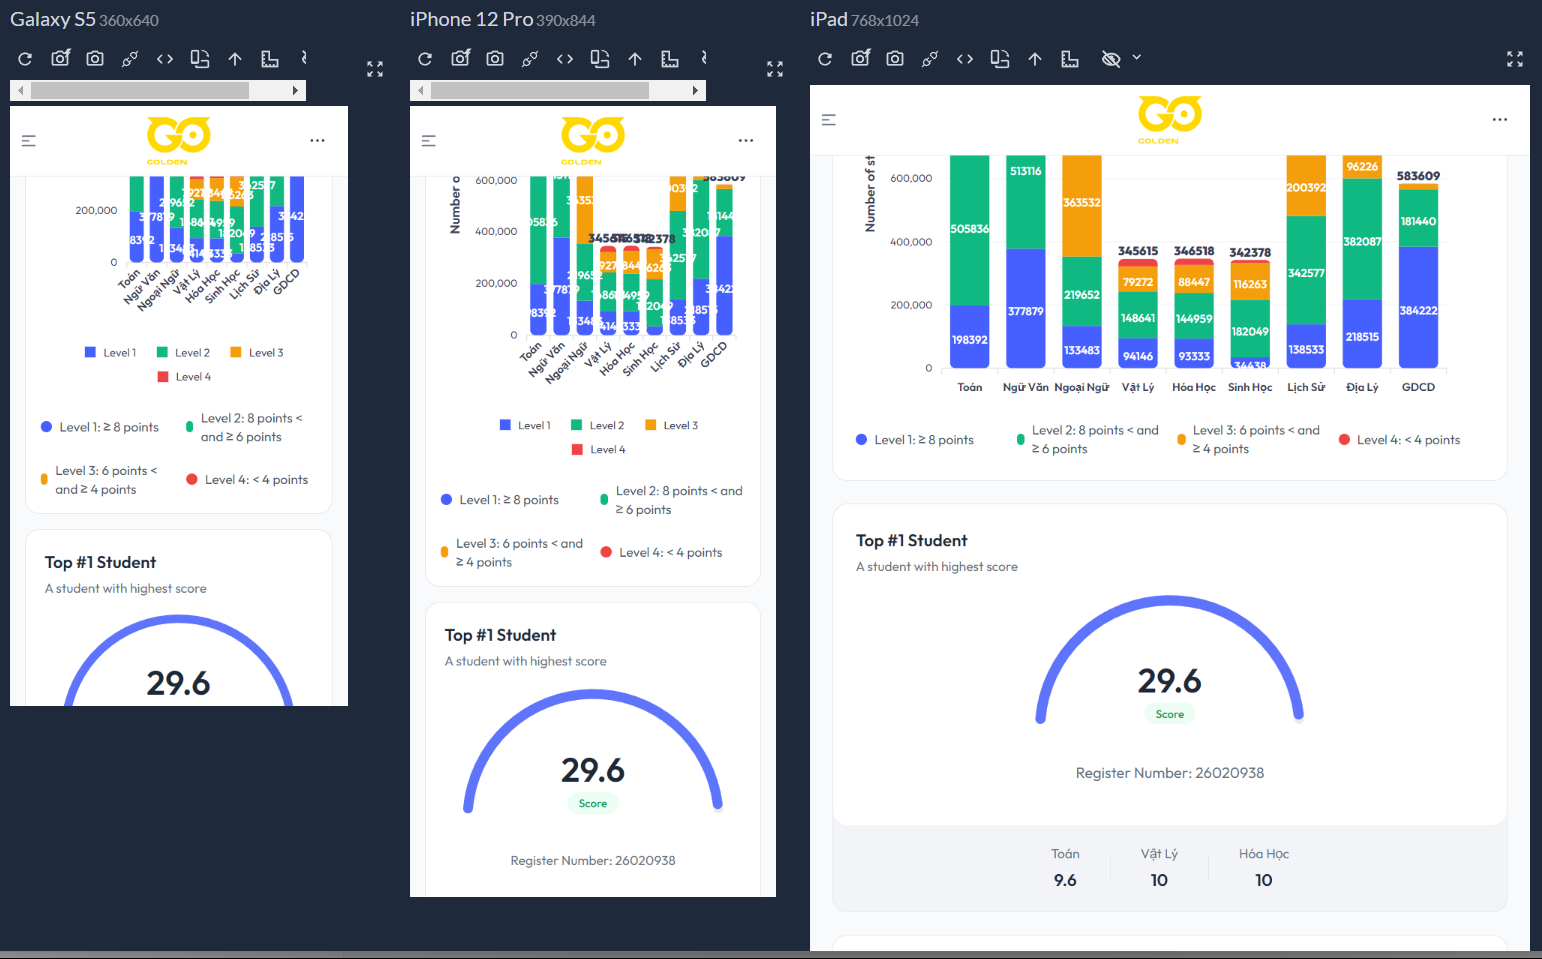 Galaxy S5 360x640
GOLDEN
200,000
0
Toán
Ngữ Văn
Ngoại Ngữ
Vật Lý
Hóa Học
Sinh Học
Lịch Sử
Địa Lý
GDCD
Level 1
Level 2
Level 3
Level 4
Level 1: ≥ 8 points
Level 2: 8 points <
and ≥ 6 points
Level 3: 6 points <
and ≥ 4 points
Level 4: < 4 points
Top #1 Student
A student with highest score
29.6
iPhone 12 Pro 390x844
GOLDEN
Number o
600,000
400,000
200,000
0
583609
Toán
Ngữ Văn
Ngoại Ngữ
Vật Lý
Hóa Học
Sinh Học
Lịch Sử
Địa Lý
GDCD
Level 1
Level 2
Level 3
Level 4
Level 1: ≥ 8 points
Level 2: 8 points < and
≥ 6 points
Level 3: 6 points < and
≥ 4 points
Level 4: < 4 points
Top #1 Student
A student with highest score
29.6
Score
Register Number: 26020938
iPad 768x1024
GOLDEN
Number of st
600,000
400,000
200,000
0
505836
198392
513116
377879
363532
219652
133483
345615
79272
148641
94146
346518
88447
144959
93333
342378
116263
182049
34438
200392
342577
138533
96226
382087
218515
583609
181440
384222
Toán
Ngữ Văn
Ngoại Ngữ
Vật Lý
Hóa Học
Sinh Học
Lịch Sử
Địa Lý
GDCD
Level 1: ≥ 8 points
Level 2: 8 points < and
≥ 6 points
Level 3: 6 points < and
≥ 4 points
Level 4: < 4 points
Top #1 Student
A student with highest score
29.6
Score
Register Number: 26020938
Toán
9.6
Vật Lý
10
Hóa Học
10